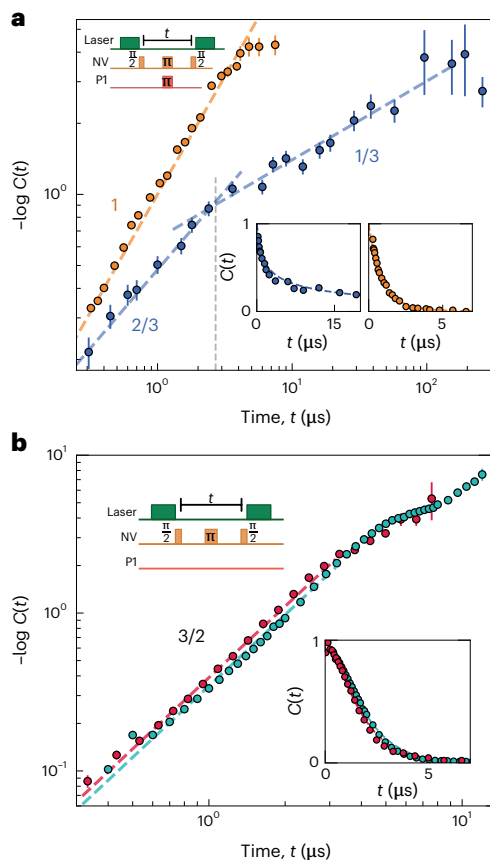 a
t
Laser
π/2 π/2
NV
π
P1
π
10⁰
–log C(t)
1
2/3
1/3
1
C(t)
0
0 15
t (μs)
1
0
0 5
t (μs)
10⁰ 10¹ 10²
Time, t (μs)
b
10¹
t
Laser
π/2 π/2
NV
π
P1
10⁰
–log C(t)
3/2
1
C(t)
0
0 5
t (μs)
10⁻¹
10⁰ 10¹
Time, t (μs)